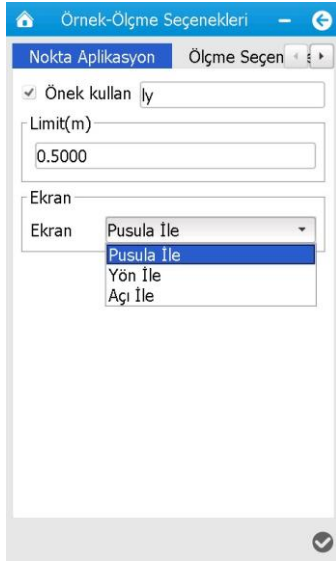 Örnek-Ölçme Seçenekleri
Nokta Aplikasyon Ölçme Seçen
Önek kullan ly
Limit(m)
0.5000
Ekran
Ekran Pusula İle
Pusula İle
Yön İle
Açı İle